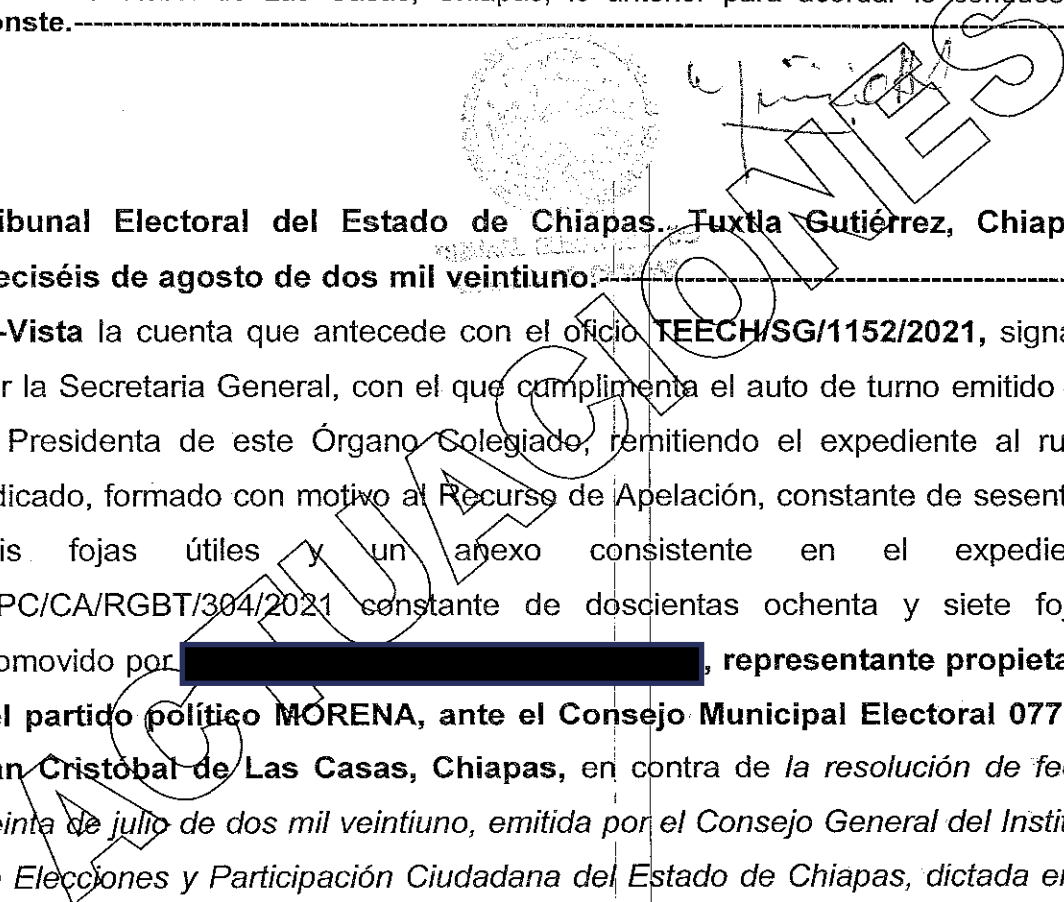 onste.-----------------------------------------------------------------------
ibunal Electoral del Estado de Chiapas. Tuxtla Gutiérrez, Chiap
eciséis de agosto de dos mil veintiuno.-----------------------------------
-Vista la cuenta que antecede con el oficio TEECH/SG/1152/2021, signa
r la Secretaria General, con el que cumplimenta el auto de turno emitido
Presidenta de este Órgano Colegiado, remitiendo el expediente al ru
dicado, formado con motivo al Recurso de Apelación, constante de sesent
is fojas útiles y un anexo consistente en el expedie
PC/CA/RGBT/304/2021 constante de doscientas ochenta y siete foj
omovido por , representante propieta
el partido político MORENA, ante el Consejo Municipal Electoral 077
an Cristóbal de Las Casas, Chiapas, en contra de la resolución de fec
einta de julio de dos mil veintiuno, emitida por el Consejo General del Instit
e Elecciones y Participación Ciudadana del Estado de Chiapas, dictada en
ACTUACIONES